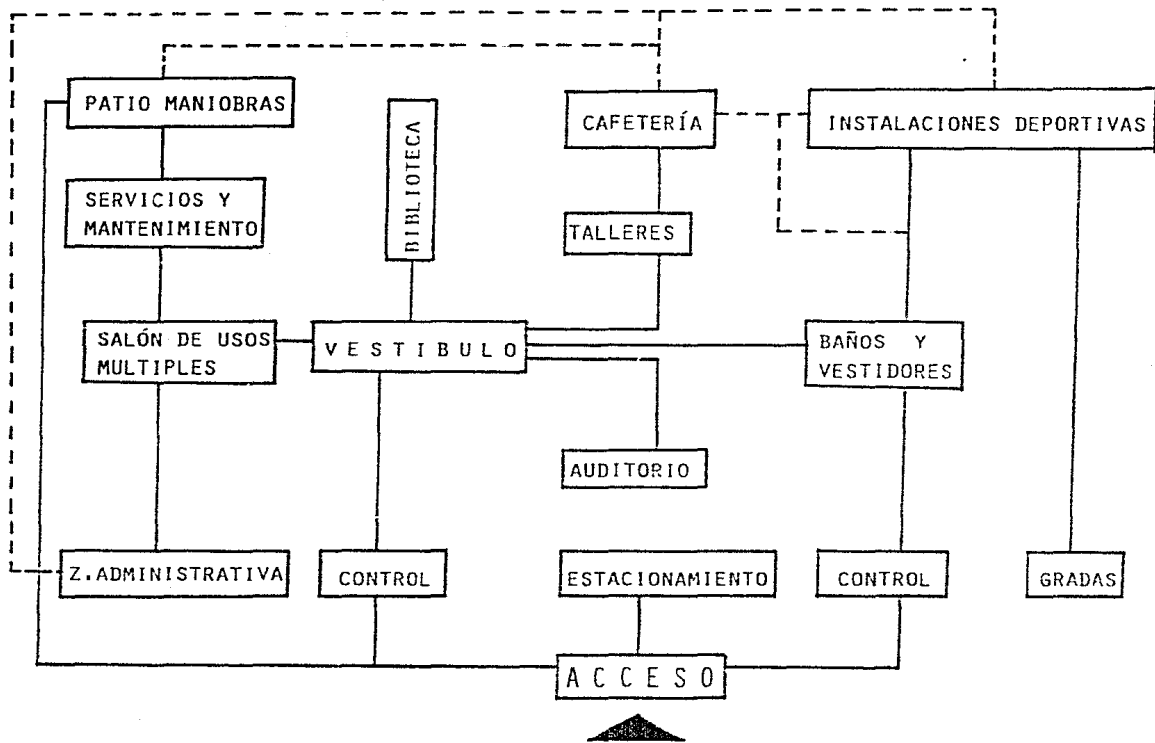 PATIO MANIOBRAS
CAFETERÍA
INSTALACIONES DEPORTIVAS
BIBLIOTECA
SERVICIOS Y
MANTENIMIENTO
TALLERES
SALÓN DE USOS
MULTIPLES
VESTIBULO
BAÑOS Y
VESTIDORES
AUDITORIO
Z.ADMINISTRATIVA
CONTROL
ESTACIONAMIENTO
CONTROL
GRADAS
ACCESO